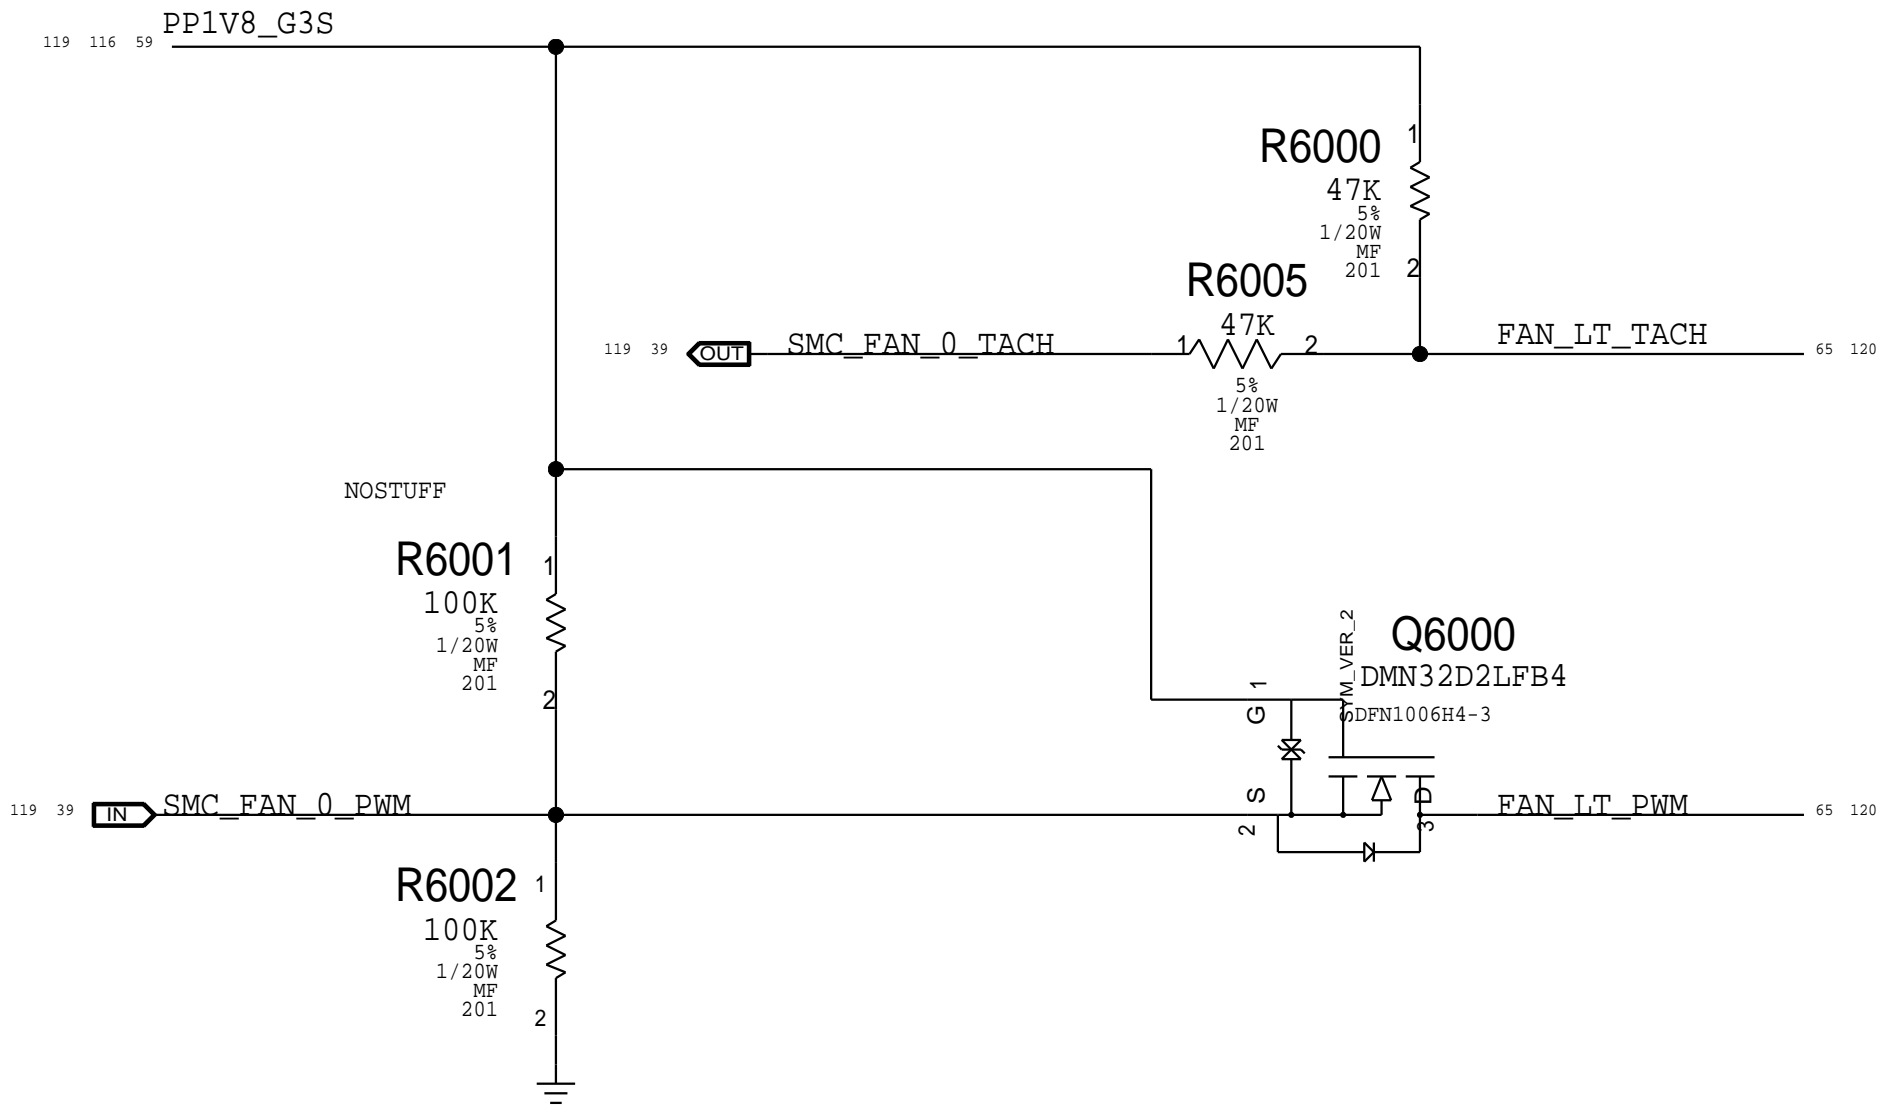 PP1V8_G3S
119 116 59
R6000
1
47K
5%
1/20W
MF
201
2
R6005
47K
1
2
5%
1/20W
MF
201
119 39
OUT
SMC_FAN_0_TACH
FAN_LT_TACH
65 120
NOSTUFF
R6001
1
100K
5%
1/20W
MF
201
2
SYM_VER_2
Q6000
DMN32D2LFB4
DFN1006H4-3
G 1
S
2
D
3
119 39
IN
SMC_FAN_0_PWM
FAN_LT_PWM
65 120
R6002
1
100K
5%
1/20W
MF
201
2